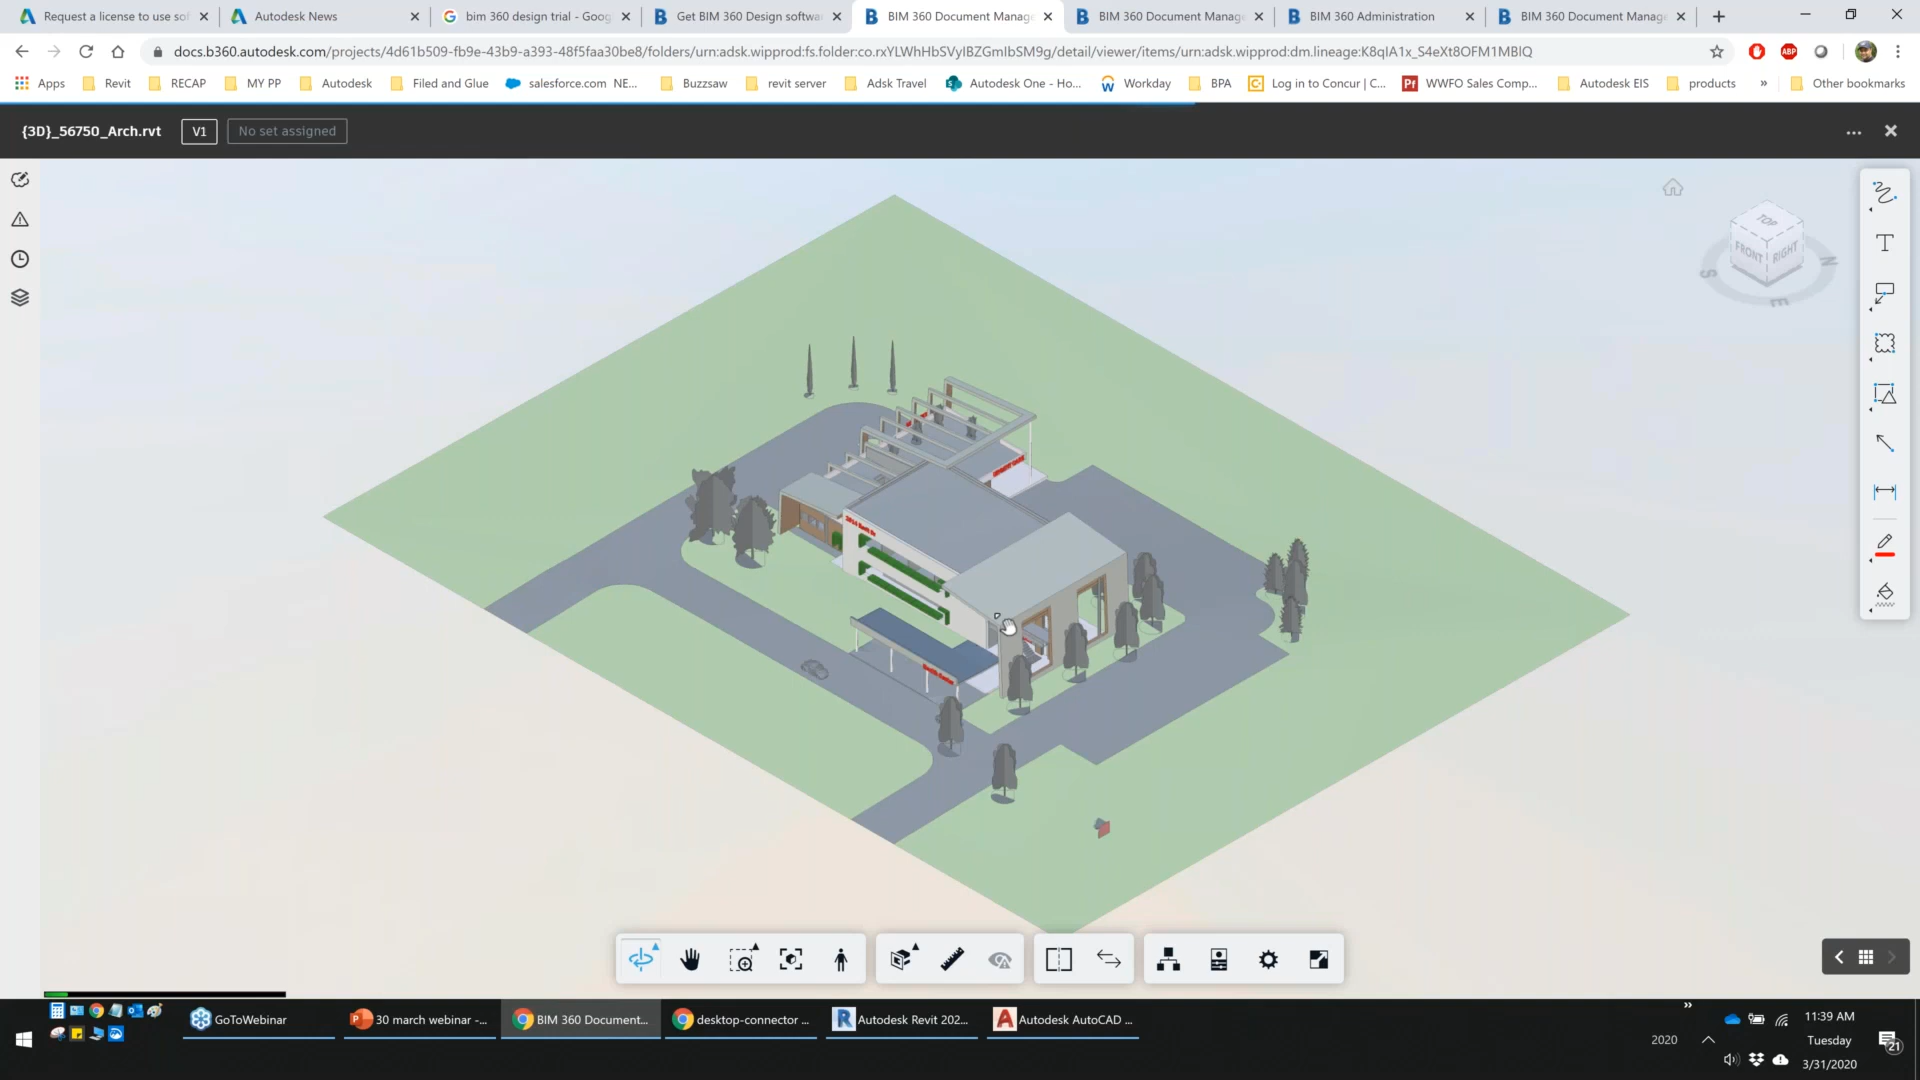 Request a license to use so
Autodesk News
bim 360 design trial - Goog
Get BIM 360 Design softwa
BIM 360 Document Manag
BIM 360 Document Manag
BIM 360 Administration
BIM 360 Document Manag
docs.b360.autodesk.com/projects/4d61b509-fb9e-43b9-a393-48f5faa30be8/folders/urn:adsk.wipprod:fs.folder:co.rxYLWhHbSVyIBZGmIbSM9g/detail/viewer/items/urn:adsk.wipprod:dm.lineage:K8qIA1x_S4eXt8OFM1MBIQ
ABP
Apps
Revit
RECAP
MY PP
Autodesk
Filed and Glue
salesforce.com NE...
Buzzsaw
revit server
Adsk Travel
Autodesk One - Ho...
Workday
BPA
Log in to Concur | C...
WWFO Sales Comp...
Autodesk EIS
products
»
Other bookmarks
{3D}_56750_Arch.rvt
V1
No set assigned
TOP
FRONT
RIGHT
S
E
N
GoToWebinar
30 march webinar -...
BIM 360 Document...
desktop-connector ...
Autodesk Revit 202...
Autodesk AutoCAD ...
»
2020
11:39 AM
Tuesday
3/31/2020
21